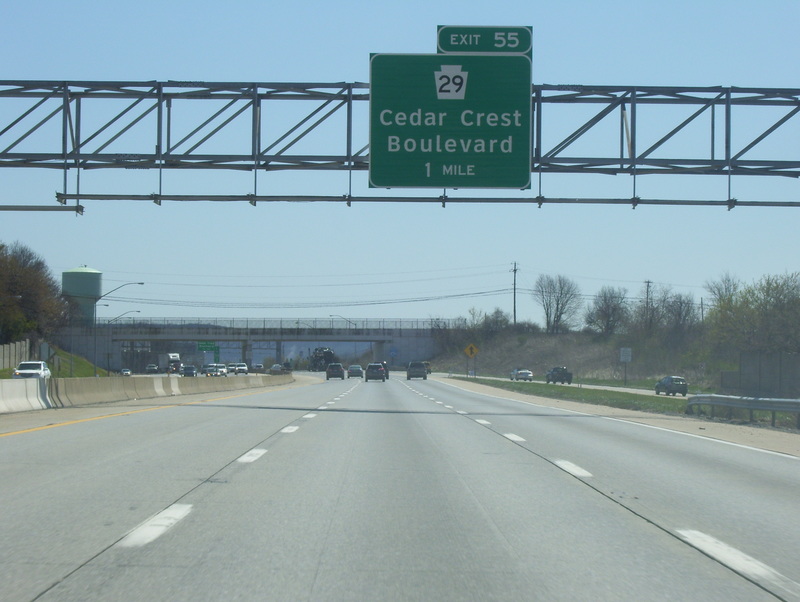 EXIT 55
29
Cedar Crest
Boulevard
1 MILE